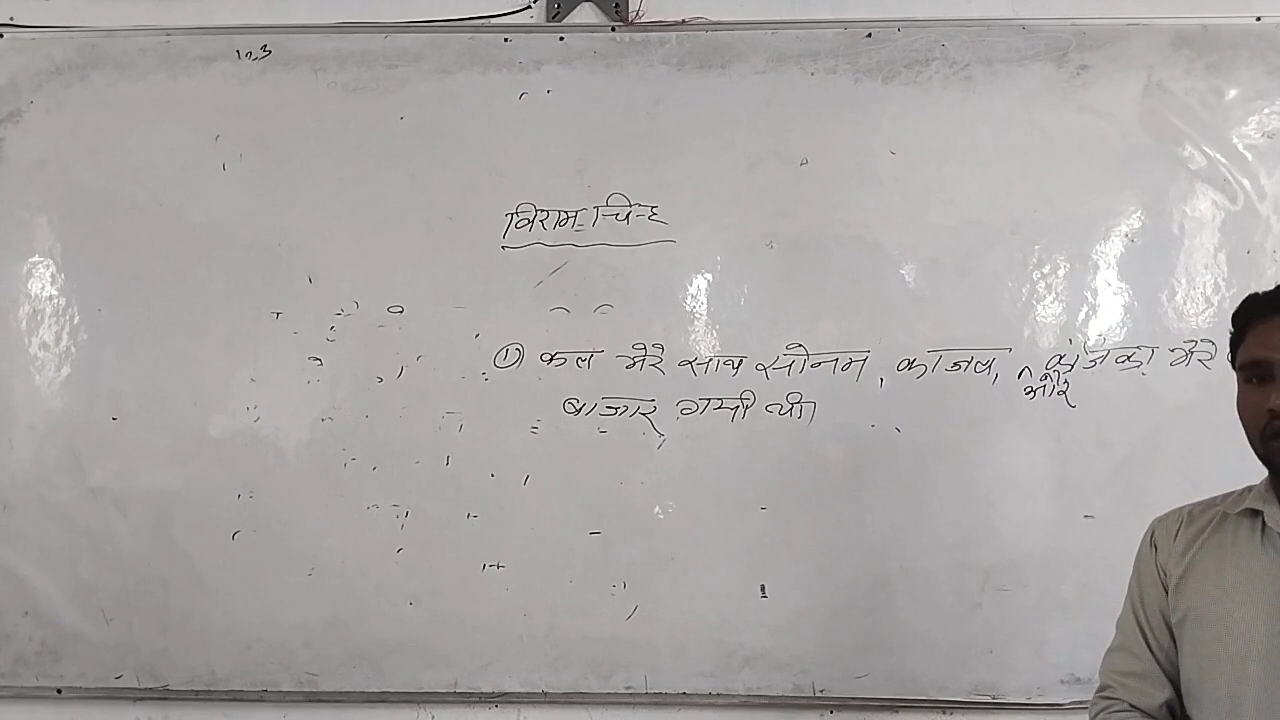 विराम-चिन्ह
① कल मेरे साथ सोनम, काजल, और मेरे
बाजार गयी थी।